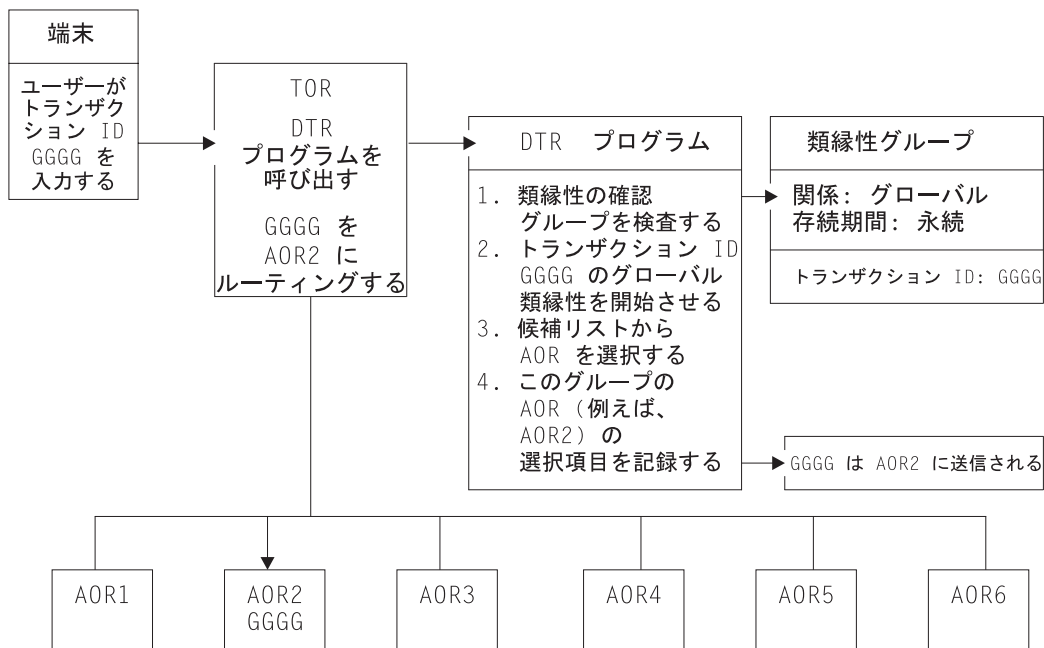 端末
ユーザーが
トランザク
ション ID
GGGG を
入力する
TOR
DTR
プログラムを
呼び出す
GGGG を
AOR2 に
ルーティングする
DTR プログラム
1. 類縁性の確認
グループを検査する
2. トランザクション ID
GGGG のグローバル
類縁性を開始させる
3. 候補リストから
AOR を選択する
4. このグループの
AOR (例えば、
AOR2) の
選択項目を記録する
類縁性グループ
関係: グローバル
存続期間: 永続
トランザクション ID: GGGG
GGGG は AOR2 に送信される
AOR1
AOR2
GGGG
AOR3
AOR4
AOR5
AOR6